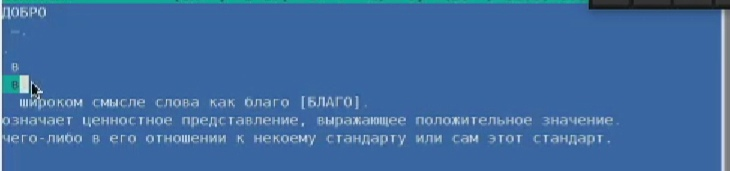 ДОБРО
—.
.
в
в
широком смысле слова как благо [БЛАГО].
означает ценностное представление, выражающее положительное значение.
чего-либо в его отношении к некоему стандарту или сам этот стандарт.